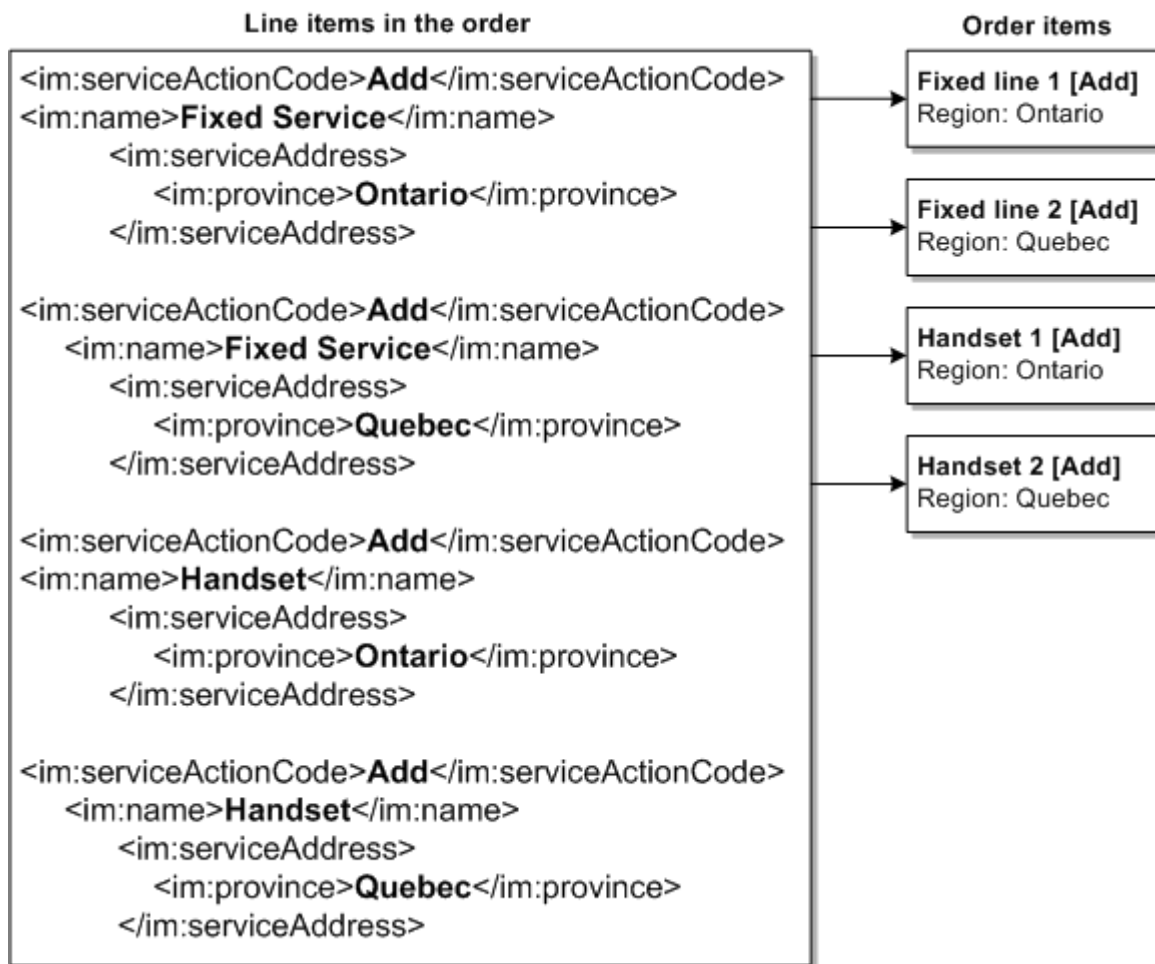 Line items in the order
<im:serviceActionCode>Add</im:serviceActionCode>
<im:name>Fixed Service</im:name>
<im:serviceAddress>
<im:province>Ontario</im:province>
</im:serviceAddress>
<im:serviceActionCode>Add</im:serviceActionCode>
<im:name>Fixed Service</im:name>
<im:serviceAddress>
<im:province>Quebec</im:province>
</im:serviceAddress>
<im:serviceActionCode>Add</im:serviceActionCode>
<im:name>Handset</im:name>
<im:serviceAddress>
<im:province>Ontario</im:province>
</im:serviceAddress>
<im:serviceActionCode>Add</im:serviceActionCode>
<im:name>Handset</im:name>
<im:serviceAddress>
<im:province>Quebec</im:province>
</im:serviceAddress>
Order items
Fixed line 1 [Add]
Region: Ontario
Fixed line 2 [Add]
Region: Quebec
Handset 1 [Add]
Region: Ontario
Handset 2 [Add]
Region: Quebec